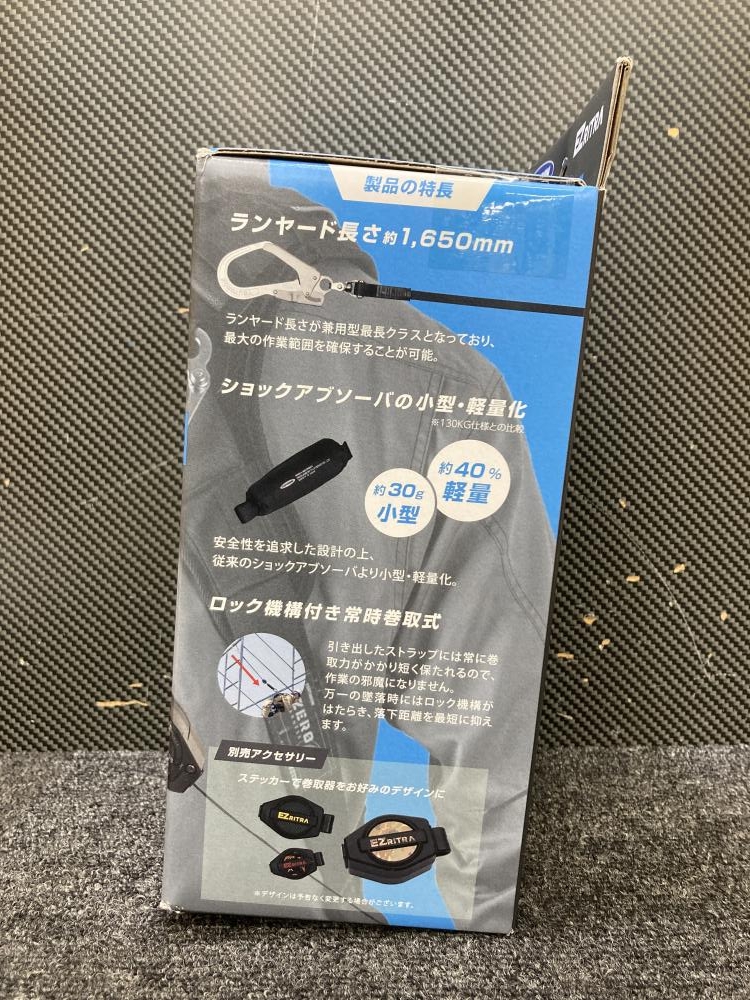 EZRITRA
製品の特長
ランヤード長さ約1,650mm
ランヤード長さが兼用型最長クラスとなっており、
最大の作業範囲を確保することが可能。
ショックアブソーバの小型・軽量化
※130KG仕様との比較
約30g
小型
約40%
軽量
安全性を追求した設計の上、
従来のショックアブソーバより小型・軽量化。
ロック機構付き常時巻取式
引き出したストラップには常に巻
取力がかかり短く保たれるので、
作業の邪魔になりません。
万一の墜落時にはロック機構が
はたらき、落下距離を最短に抑え
ます。
別売アクセサリー
ステッカーで巻取器をお好みのデザインに
EZRITRA
EZRITRA
EZRITRA
※デザインは予告なく変更する場合がございます。